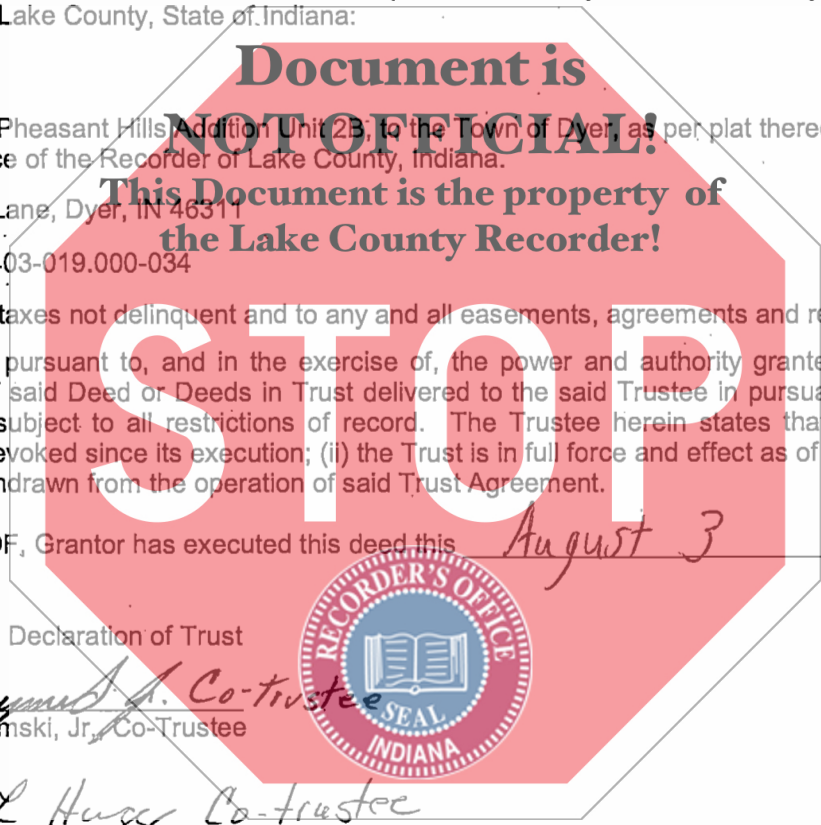 Lake County, State of Indiana:
Document is
NOT OFFICIAL!
Pheasant Hills Addition Unit 2B, to the Town of Dyer, as per plat there
e of the Recorder of Lake County, Indiana.
This Document is the property of
Lane, Dyer, IN 46311
the Lake County Recorder!
03-019.000-034
taxes not delinquent and to any and all easements, agreements and re
STOP
pursuant to, and in the exercise of, the power and authority grante
said Deed or Deeds in Trust delivered to the said Trustee in pursua
subject to all restrictions of record. The Trustee herein states tha
evoked since its execution; (ii) the Trust is in full force and effect as of
hdrawn from the operation of said Trust Agreement.
OF, Grantor has executed this deed this August 3
RECORDER'S OFFICE
SEAL
INDIANA
Declaration of Trust
Jr. Co-Trustee
mski, Jr., Co-Trustee
Co-trustee